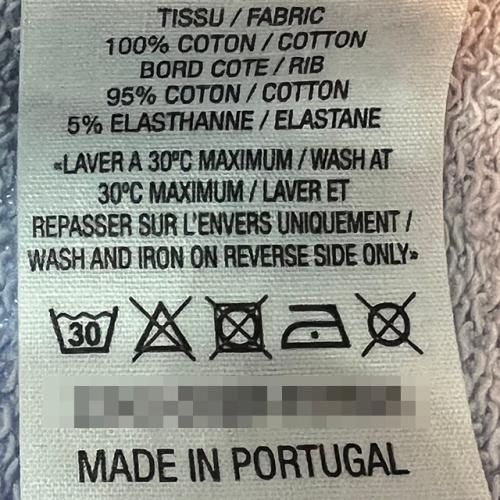 TISSU / FABRIC
100% COTON / COTTON
BORD COTE / RIB
95% COTON / COTTON
5% ELASTHANNE / ELASTANE
«LAVER A 30ºC MAXIMUM / WASH AT
30ºC MAXIMUM / LAVER ET
REPASSER SUR L'ENVERS UNIQUEMENT /
WASH AND IRON ON REVERSE SIDE ONLY»
30
MADE IN PORTUGAL